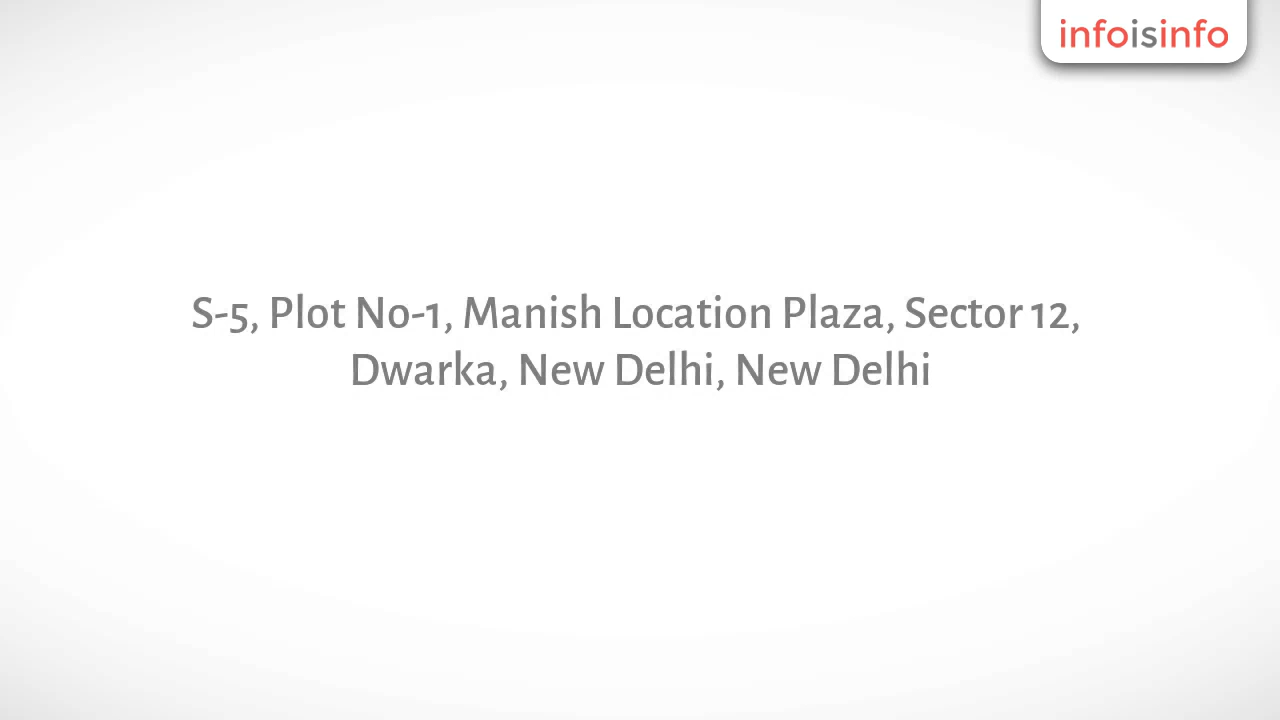 infoisinfo
S-5, Plot No-1, Manish Location Plaza, Sector 12,
Dwarka, New Delhi, New Delhi